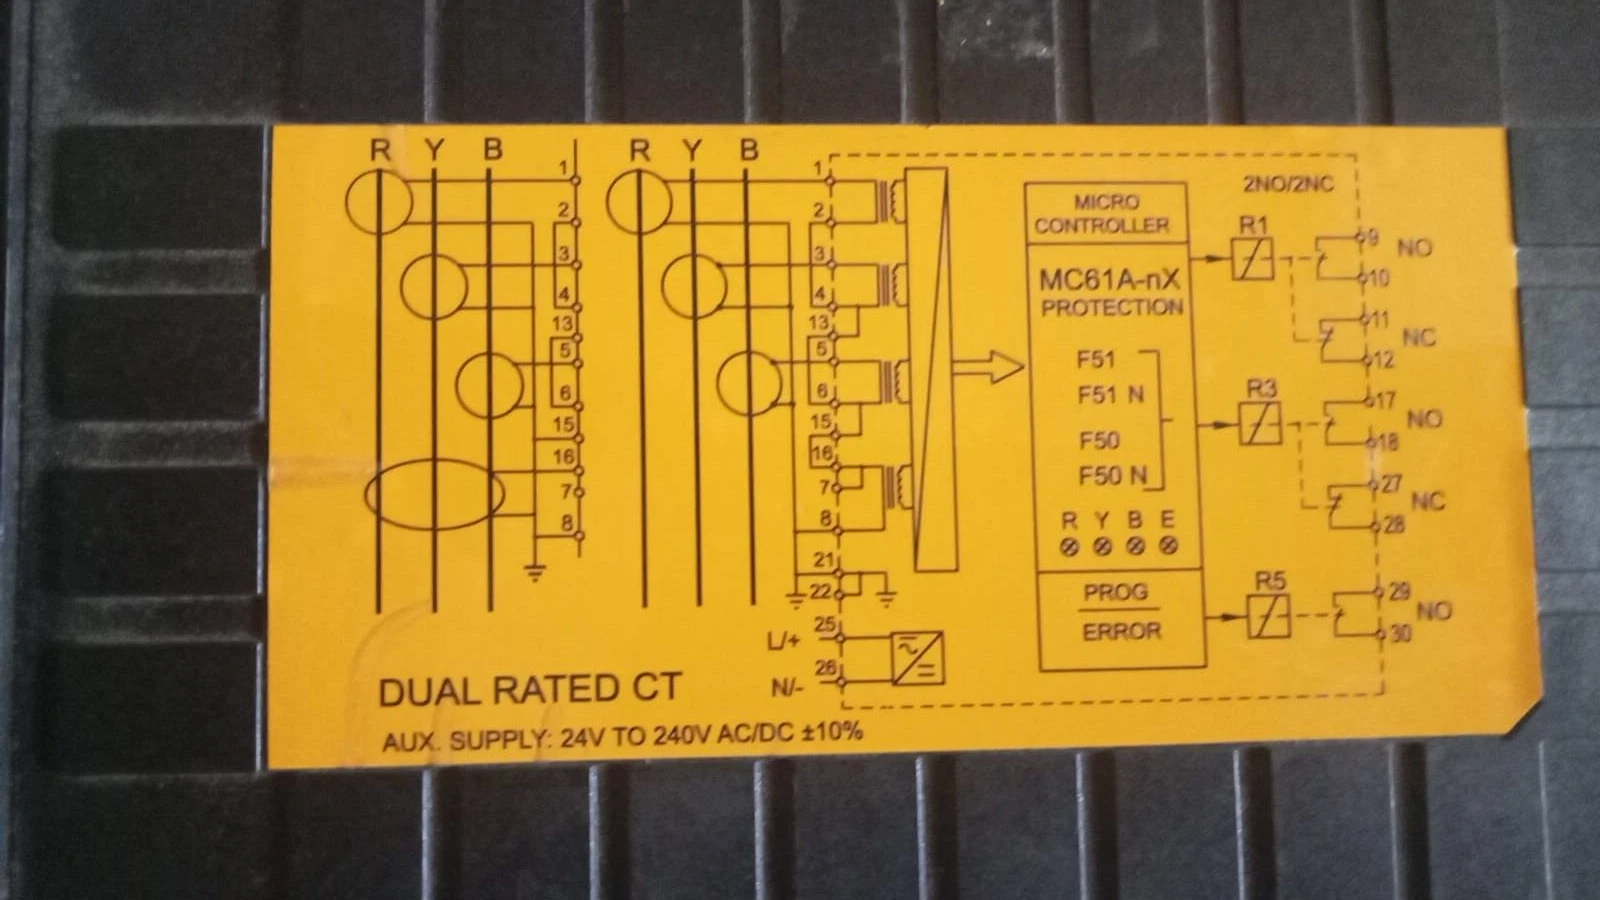 R Y B
1
2
3
4
13
5
6
15
16
7
8
R Y B
1
2
3
4
13
5
6
15
16
7
8
21
22
25
L/+
26
N/-
MICRO
CONTROLLER
MC61A-nX
PROTECTION
F51
F51 N
F50
F50 N
R Y B E
PROG
ERROR
2NO/2NC
R1
9
NO
10
11
NC
12
R3
17
NO
18
27
NC
28
R5
29
NO
30
DUAL RATED CT
AUX. SUPPLY: 24V TO 240V AC/DC ±10%